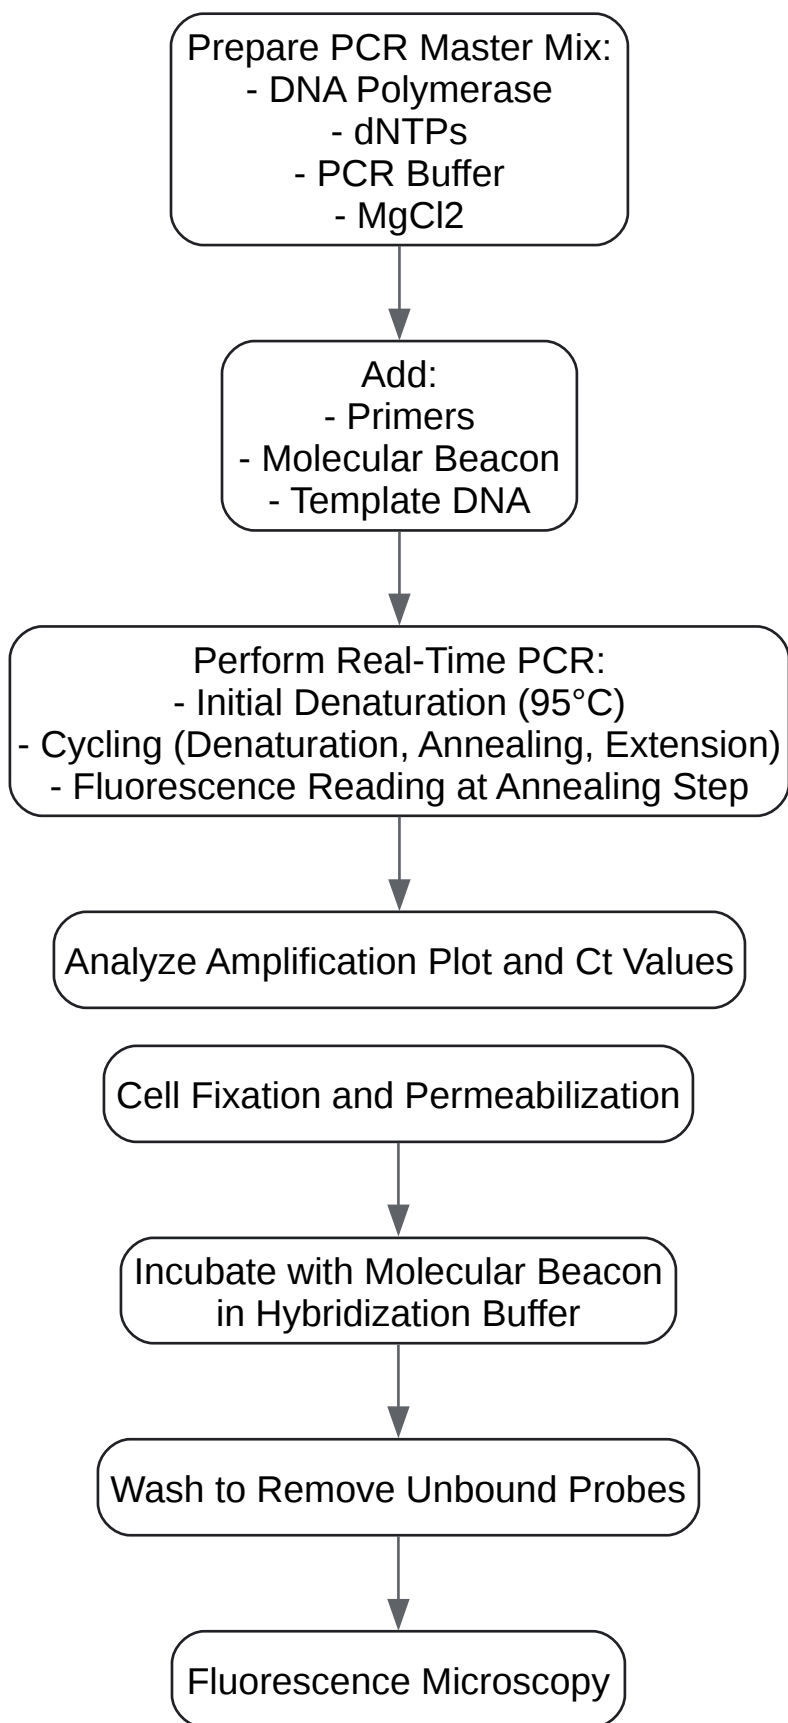 Prepare PCR Master Mix:
- DNA Polymerase
- dNTPs
- PCR Buffer
- MgCl2
Add:
- Primers
- Molecular Beacon
- Template DNA
Perform Real-Time PCR:
- Initial Denaturation (95°C)
- Cycling (Denaturation, Annealing, Extension)
- Fluorescence Reading at Annealing Step
Analyze Amplification Plot and Ct Values
Cell Fixation and Permeabilization
Incubate with Molecular Beacon
in Hybridization Buffer
Wash to Remove Unbound Probes
Fluorescence Microscopy